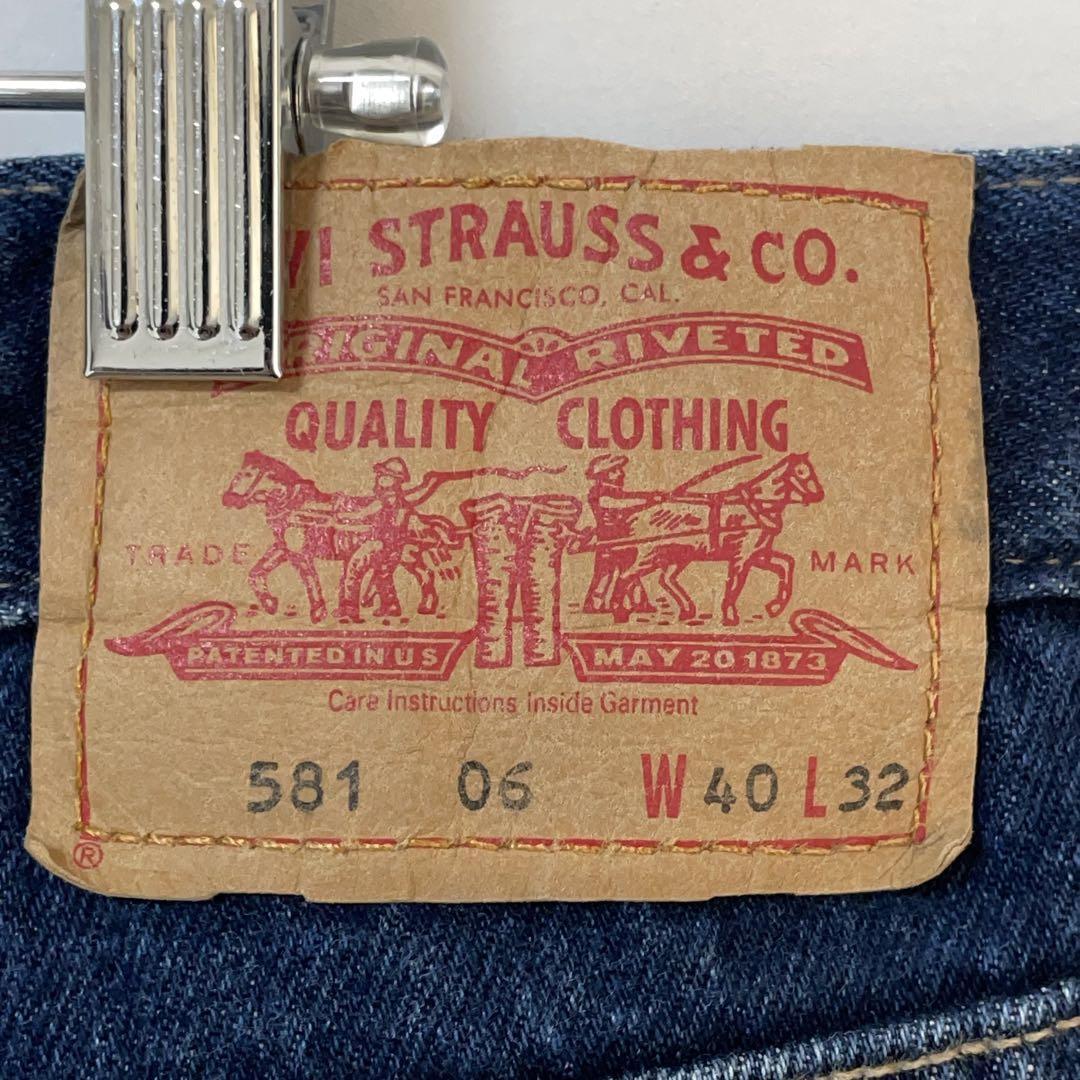 VI STRAUSS & CO.
SAN FRANCISCO, CAL.
RIGINAL RIVETED
QUALITY CLOTHING
TRADE MARK
PATENTED IN US MAY 20 1873
Care Instructions Inside Garment
581 06 W 40 L 32
®